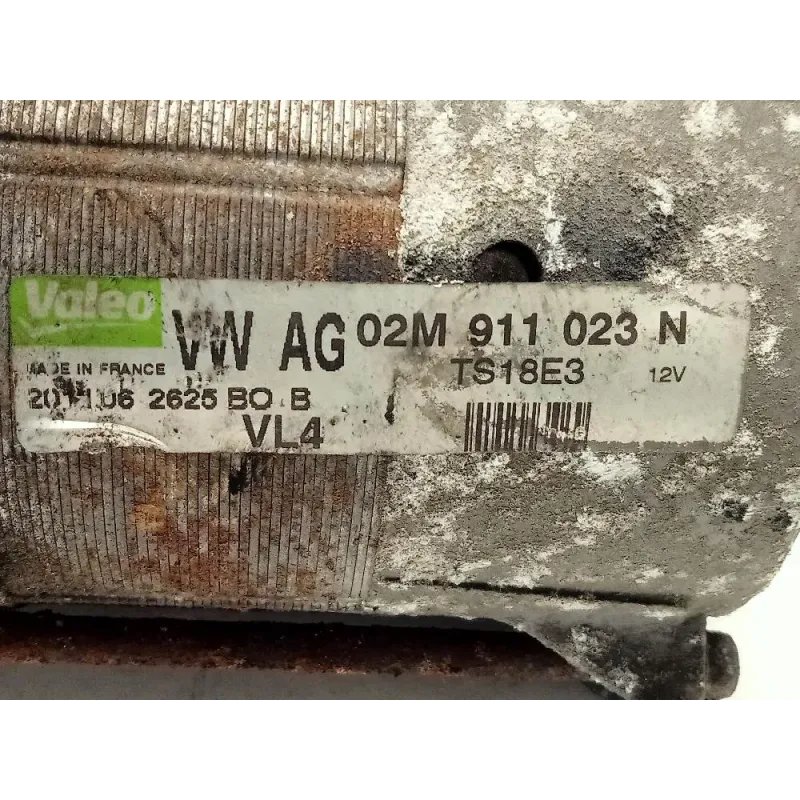 Valeo
VW AG 02M 911 023 N
MADE IN FRANCE
TS18E3 12V
2625 BO B
VL4